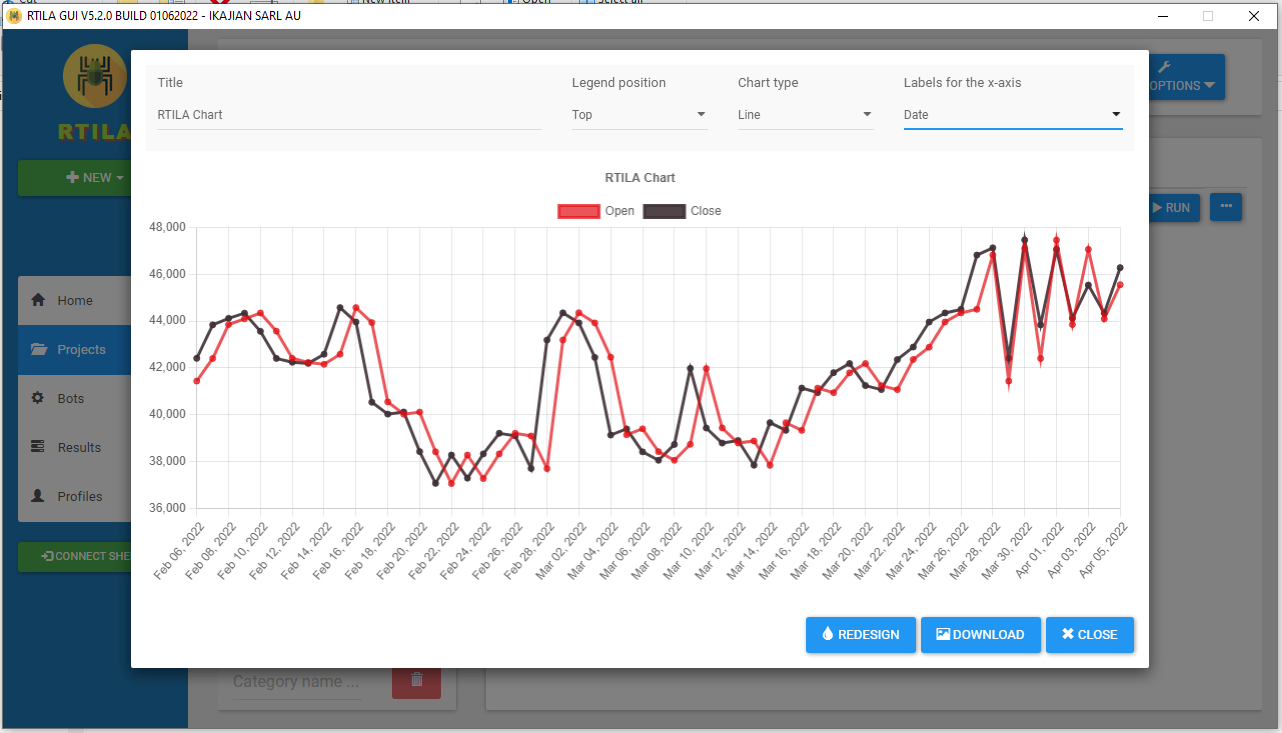 RTILA GUI V5.2.0 BUILD 01062022 - IKAJIAN SARL AU
RTILA
NEW
Home
Projects
Bots
Results
Profiles
CONNECT SHE
OPTIONS
RUN
Title
Legend position
Chart type
Labels for the x-axis
RTILA Chart
Top
Line
Date
RTILA Chart
Open
Close
48,000
46,000
44,000
42,000
40,000
38,000
36,000
Feb 06, 2022
Feb 08, 2022
Feb 10, 2022
Feb 12, 2022
Feb 14, 2022
Feb 16, 2022
Feb 18, 2022
Feb 20, 2022
Feb 22, 2022
Feb 24, 2022
Feb 26, 2022
Feb 28, 2022
Mar 02, 2022
Mar 04, 2022
Mar 06, 2022
Mar 08, 2022
Mar 10, 2022
Mar 12, 2022
Mar 14, 2022
Mar 16, 2022
Mar 18, 2022
Mar 20, 2022
Mar 22, 2022
Mar 24, 2022
Mar 26, 2022
Mar 28, 2022
Mar 30, 2022
Apr 01, 2022
Apr 03, 2022
Apr 05, 2022
REDESIGN
DOWNLOAD
CLOSE
Category name ...